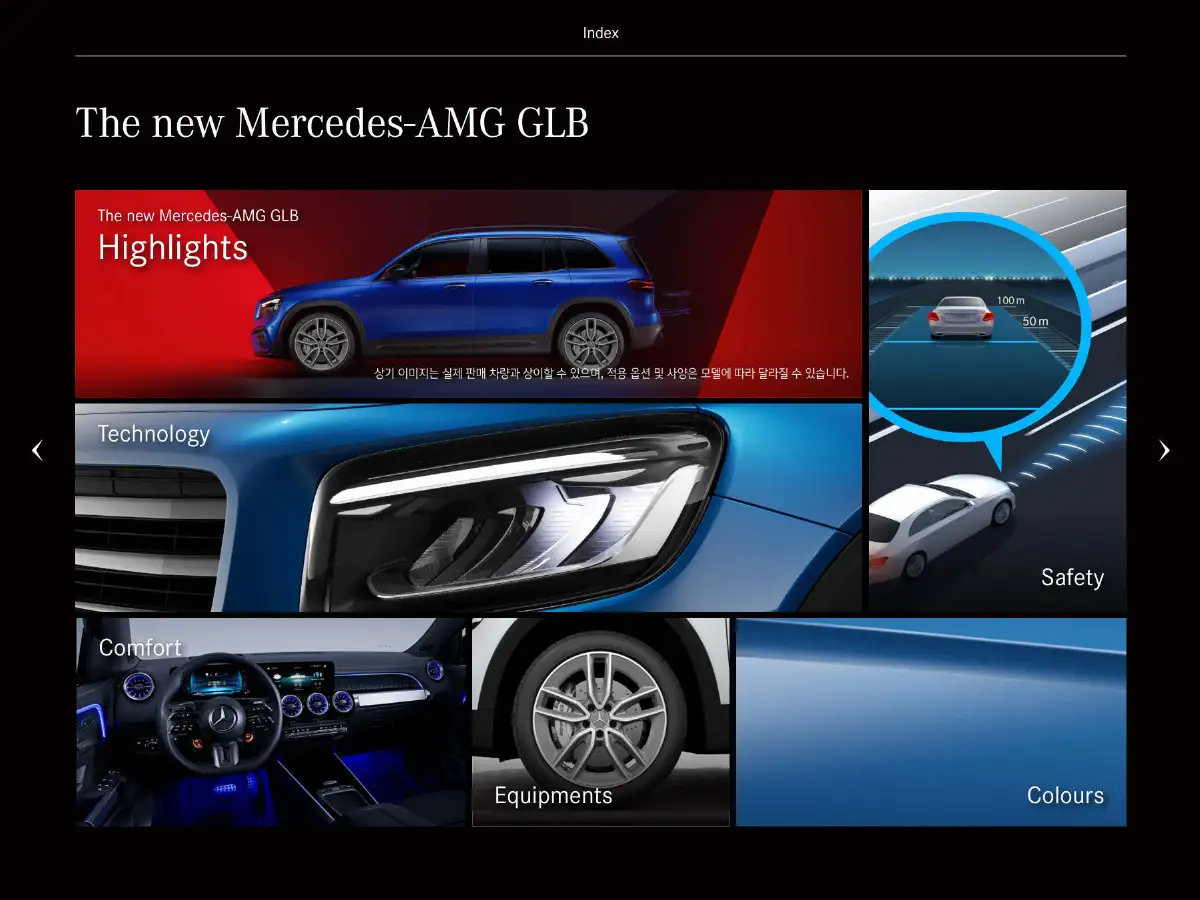 Index
The new Mercedes-AMG GLB
The new Mercedes-AMG GLB
Highlights
상기 이미지는 실제 판매 차량과 상이할 수 있으며, 적용 옵션 및 사양은 모델에 따라 달라질 수 있습니다.
100 m
50 m
Technology
Safety
Comfort
Equipments
Colours